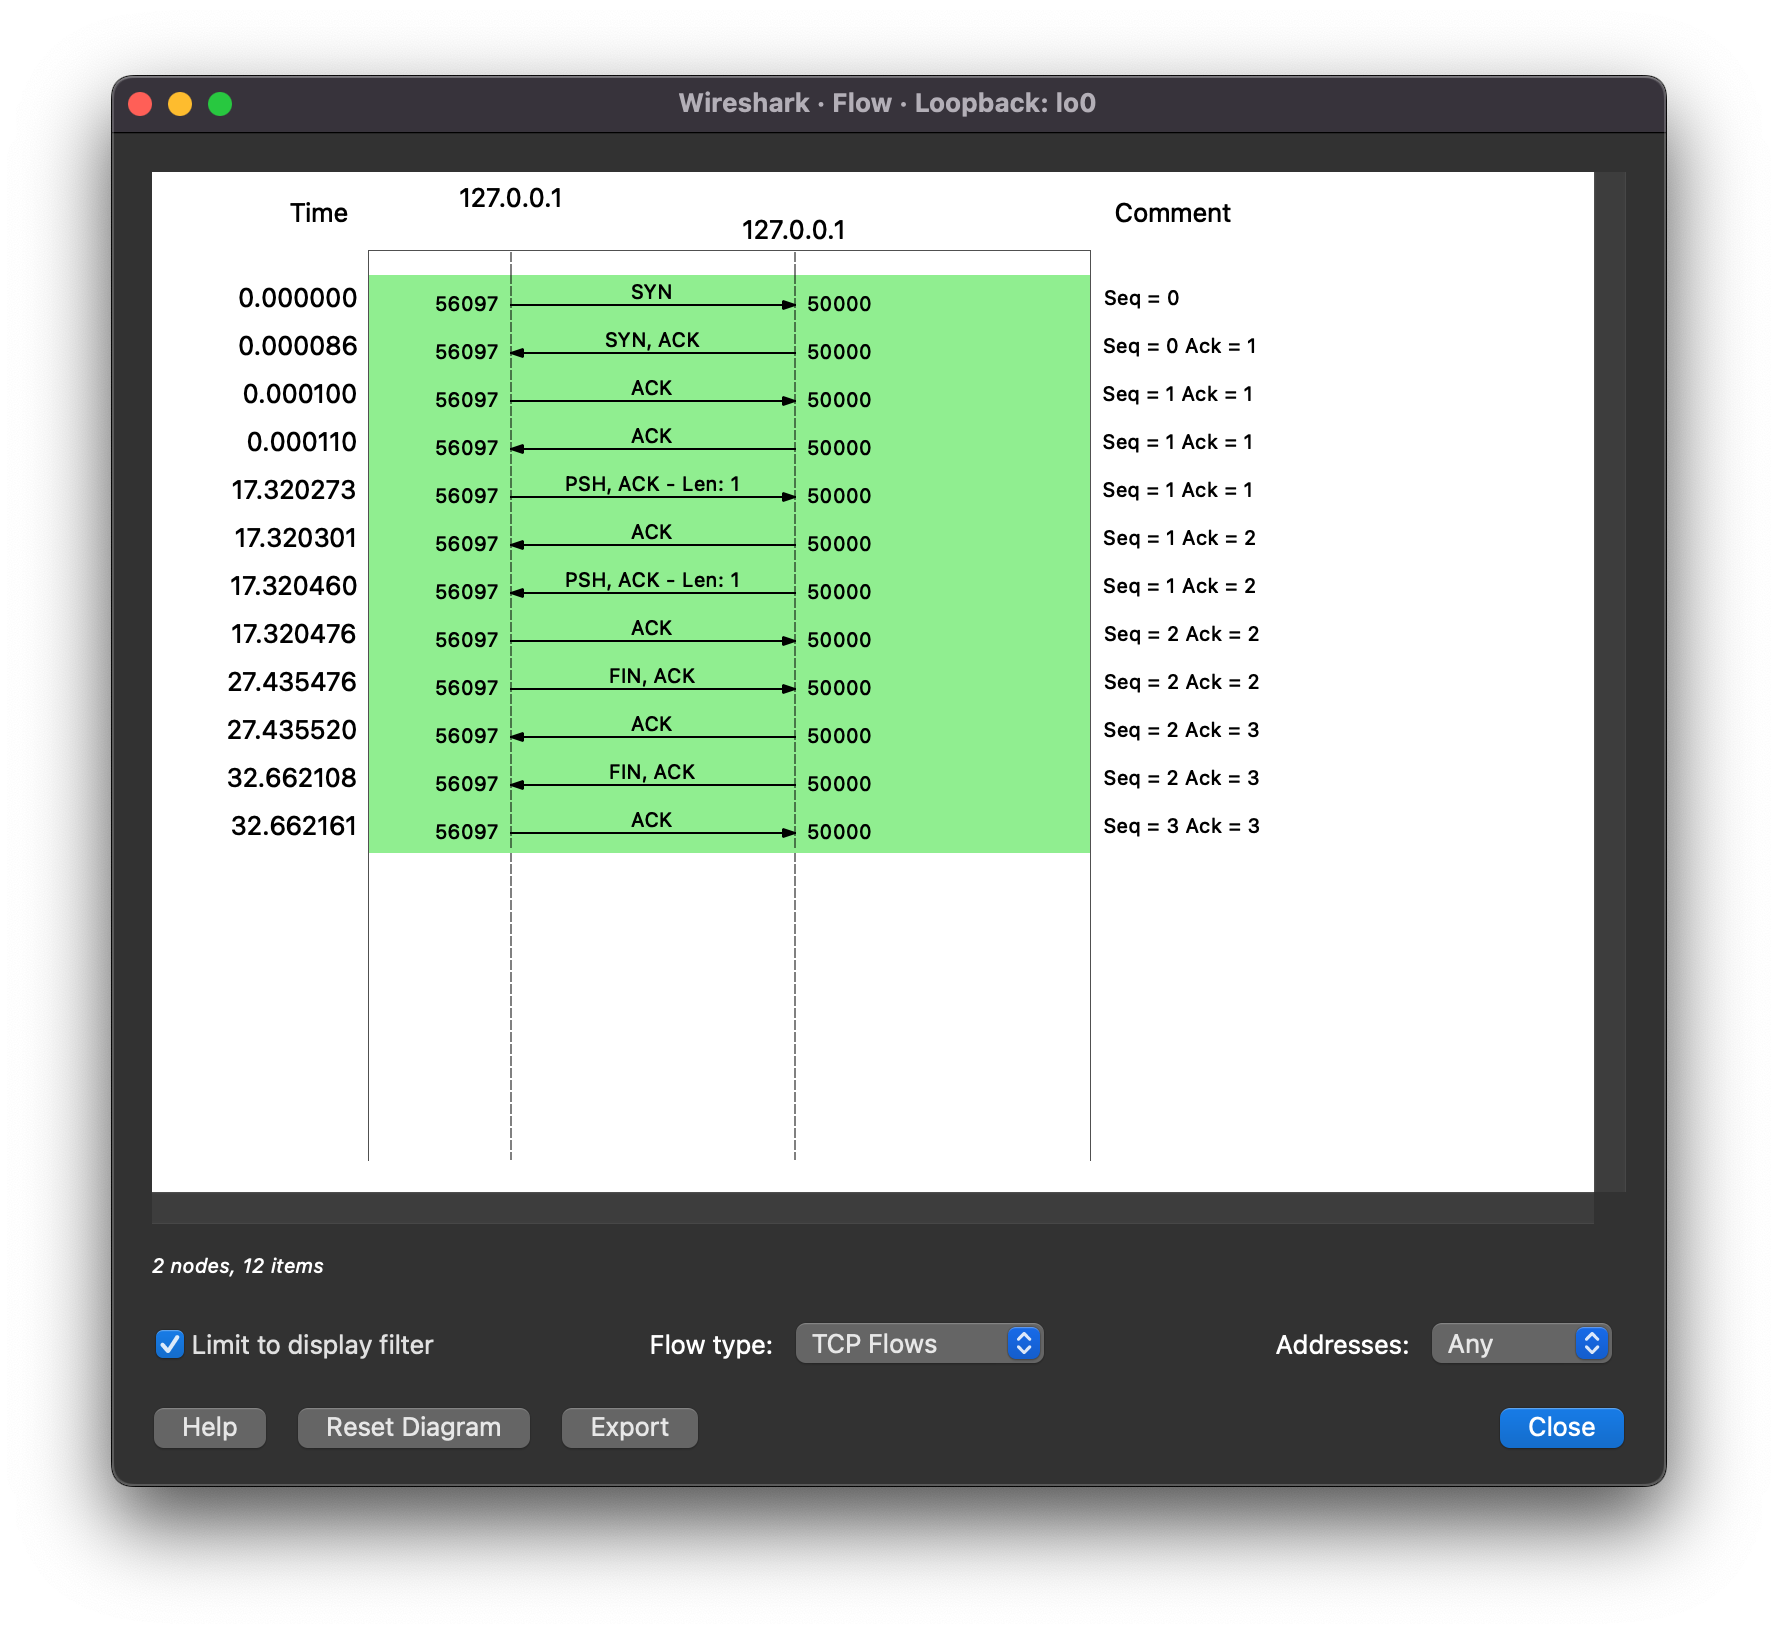 Wireshark · Flow · Loopback: lo0
127.0.0.1
Time
Comment
127.0.0.1
0.000000 56097 SYN 50000 Seq = 0
0.000086 56097 SYN, ACK 50000 Seq = 0 Ack = 1
0.000100 56097 ACK 50000 Seq = 1 Ack = 1
0.000110 56097 ACK 50000 Seq = 1 Ack = 1
17.320273 56097 PSH, ACK - Len: 1 50000 Seq = 1 Ack = 1
17.320301 56097 ACK 50000 Seq = 1 Ack = 2
17.320460 56097 PSH, ACK - Len: 1 50000 Seq = 1 Ack = 2
17.320476 56097 ACK 50000 Seq = 2 Ack = 2
27.435476 56097 FIN, ACK 50000 Seq = 2 Ack = 2
27.435520 56097 ACK 50000 Seq = 2 Ack = 3
32.662108 56097 FIN, ACK 50000 Seq = 2 Ack = 3
32.662161 56097 ACK 50000 Seq = 3 Ack = 3
2 nodes, 12 items
Limit to display filter Flow type: TCP Flows Addresses: Any
Help Reset Diagram Export Close